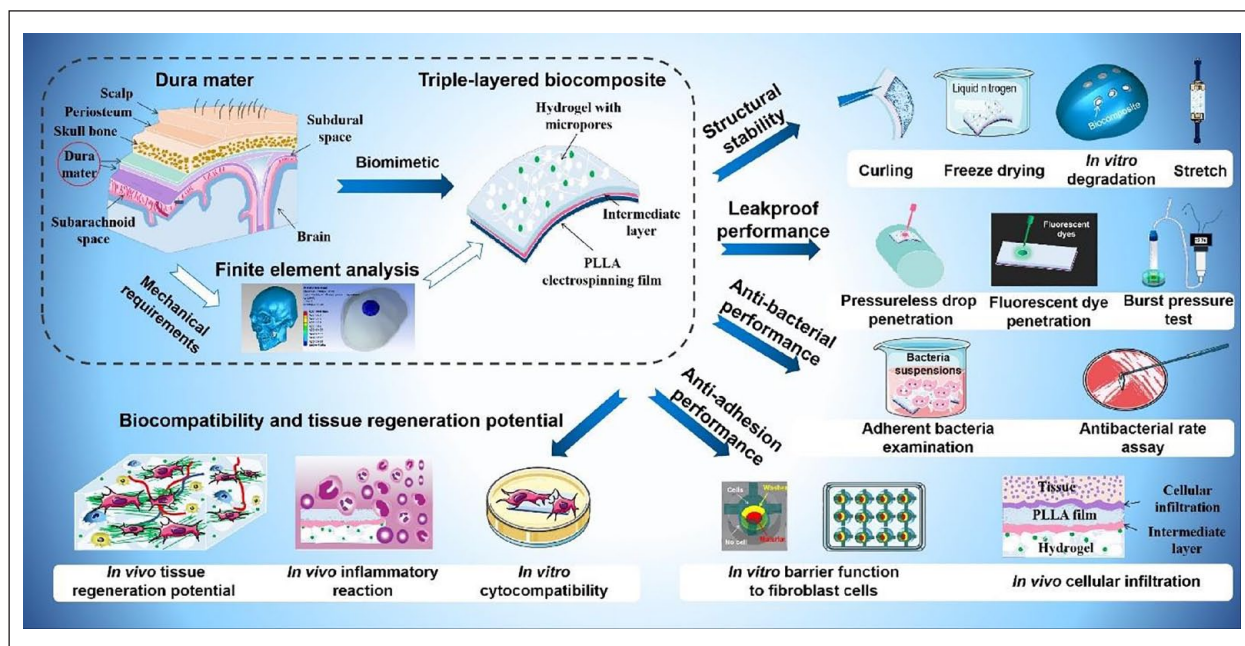 Dura mater
Scalp
Periosteum
Skull bone
Dura
mater
Subarachnoid
space
Subdural
space
Brain
Biomimetic
Triple-layered biocomposite
Hydrogel with
micropores
Intermediate
layer
PLLA
electrospinning film
Mechanical
requirements
Finite element analysis
Structural
stability
Liquid nitrogen
Biocomposite
Curling
Freeze drying
In vitro
degradation
Stretch
Leakproof
performance
Fluorescent
dyes
Pressureless drop
penetration
Fluorescent dye
penetration
Burst pressure
test
Anti-bacterial
performance
Bacteria
suspensions
Adherent bacteria
examination
Antibacterial rate
assay
Anti-adhesion
performance
Cells
No cell
In vitro barrier function
to fibroblast cells
Tissue
PLLA film
Hydrogel
Cellular
infiltration
Intermediate
layer
In vivo cellular infiltration
Biocompatibility and tissue regeneration potential
In vivo tissue
regeneration potential
In vivo inflammatory
reaction
In vitro
cytocompatibility